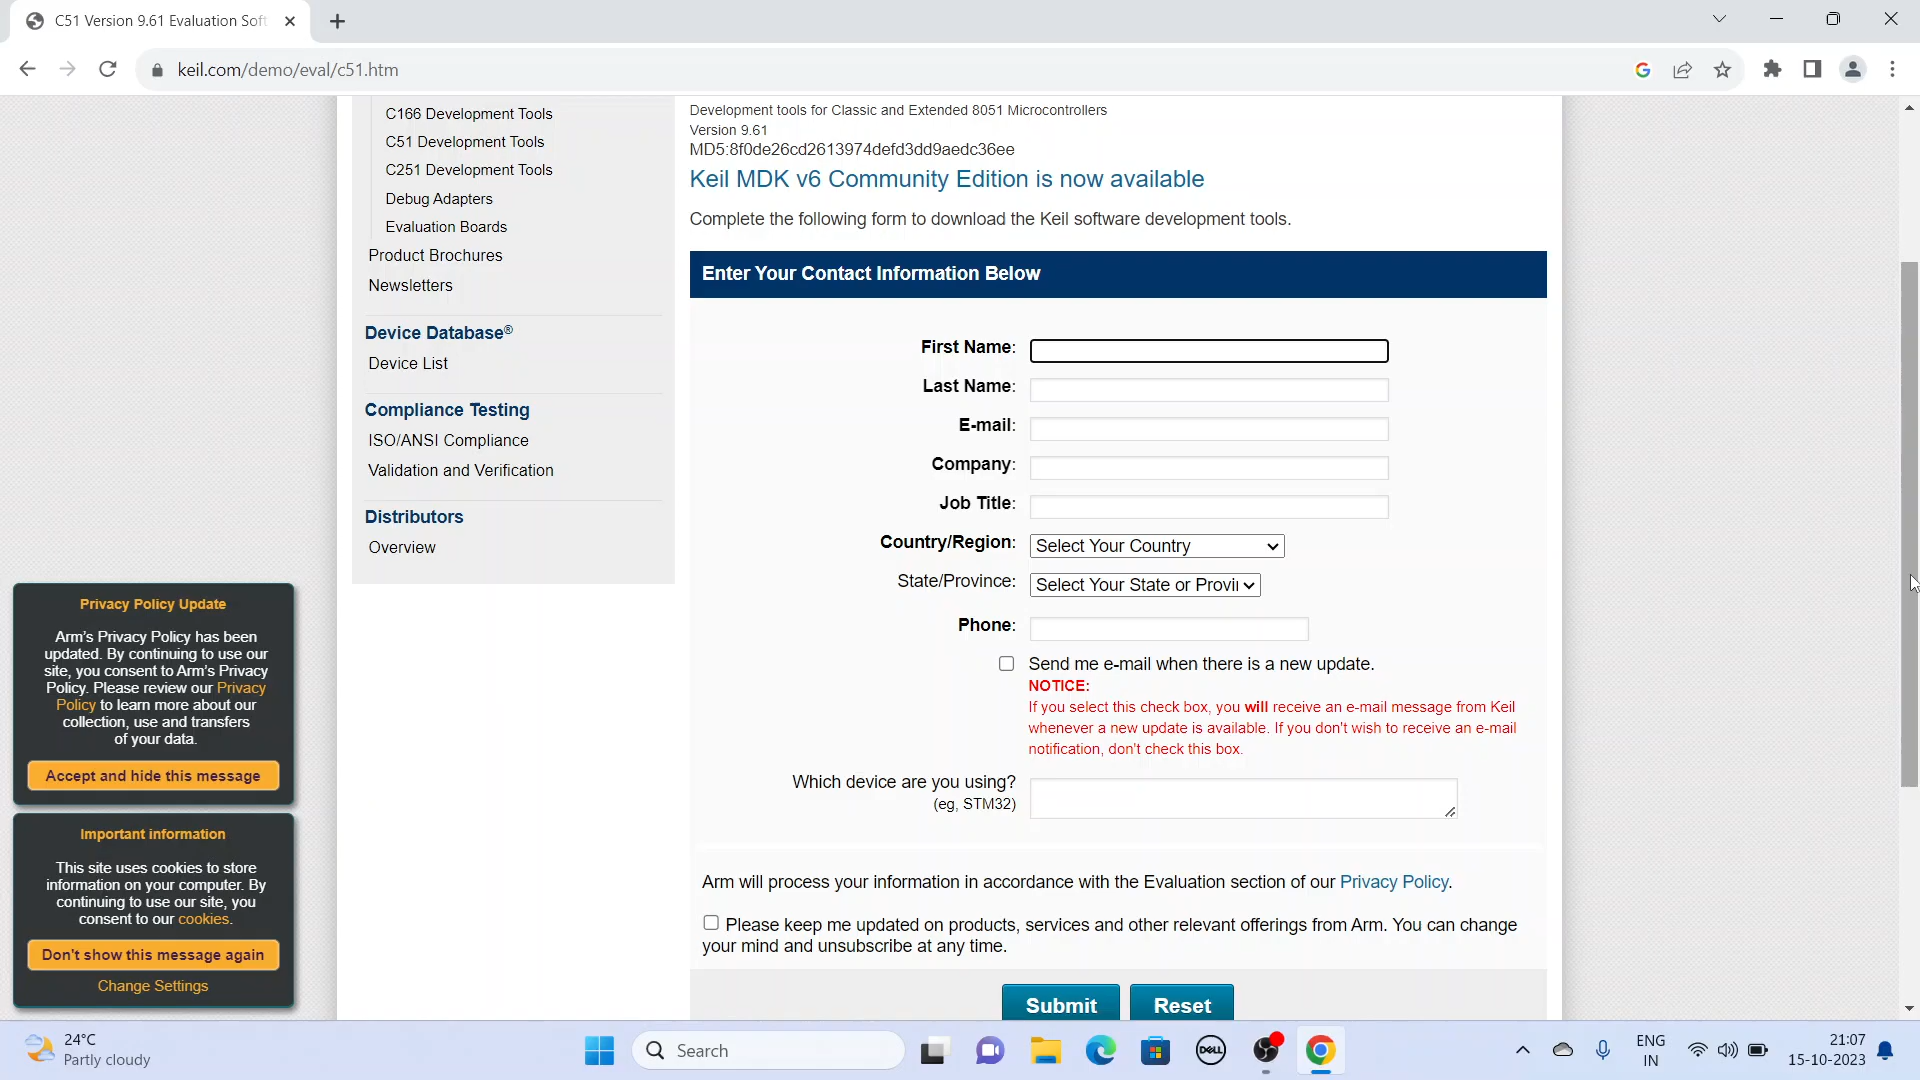 C51 Version 9.61 Evaluation Soft
keil.com/demo/eval/c51.htm
C166 Development Tools
C51 Development Tools
C251 Development Tools
Debug Adapters
Evaluation Boards
Product Brochures
Newsletters
Device Database®
Device List
Compliance Testing
ISO/ANSI Compliance
Validation and Verification
Distributors
Overview
Development tools for Classic and Extended 8051 Microcontrollers
Version 9.61
MD5:8f0de26cd2613974defd3dd9aedc36ee
Keil MDK v6 Community Edition is now available
Complete the following form to download the Keil software development tools.
Enter Your Contact Information Below
First Name:
Last Name:
E-mail:
Company:
Job Title:
Country/Region: Select Your Country
State/Province: Select Your State or Provi
Phone:
Send me e-mail when there is a new update.
NOTICE:
If you select this check box, you will receive an e-mail message from Keil
whenever a new update is available. If you don't wish to receive an e-mail
notification, don't check this box.
Which device are you using?
(eg, STM32)
Arm will process your information in accordance with the Evaluation section of our Privacy Policy.
Please keep me updated on products, services and other relevant offerings from Arm. You can change
your mind and unsubscribe at any time.
Submit Reset
Privacy Policy Update
Arm's Privacy Policy has been
updated. By continuing to use our
site, you consent to Arm's Privacy
Policy. Please review our Privacy
Policy to learn more about our
collection, use and transfers
of your data.
Accept and hide this message
Important information
This site uses cookies to store
information on your computer. By
continuing to use our site, you
consent to our cookies.
Don't show this message again
Change Settings
24°C
Partly cloudy
Search
DELL
ENG
IN
21:07
15-10-2023